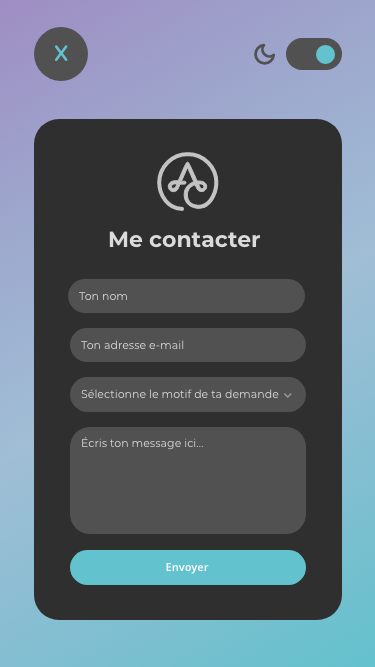 X
Me contacter
Ton nom
Ton adresse e-mail
Sélectionne le motif de ta demande
Écris ton message ici...
Envoyer